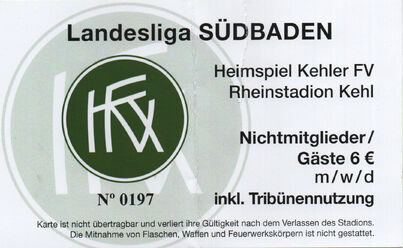 Landesliga SÜDBADEN
KFV
Heimspiel Kehler FV
Rheinstadion Kehl
Nichtmitglieder/
Gäste 6 €
m/w/d
Nº 0197
inkl. Tribünennutzung
Karte ist nicht übertragbar und verliert ihre Gültigkeit nach dem Verlassen des Stadions.
Die Mitnahme von Flaschen, Waffen und Feuerwerkskörpern ist nicht gestattet.